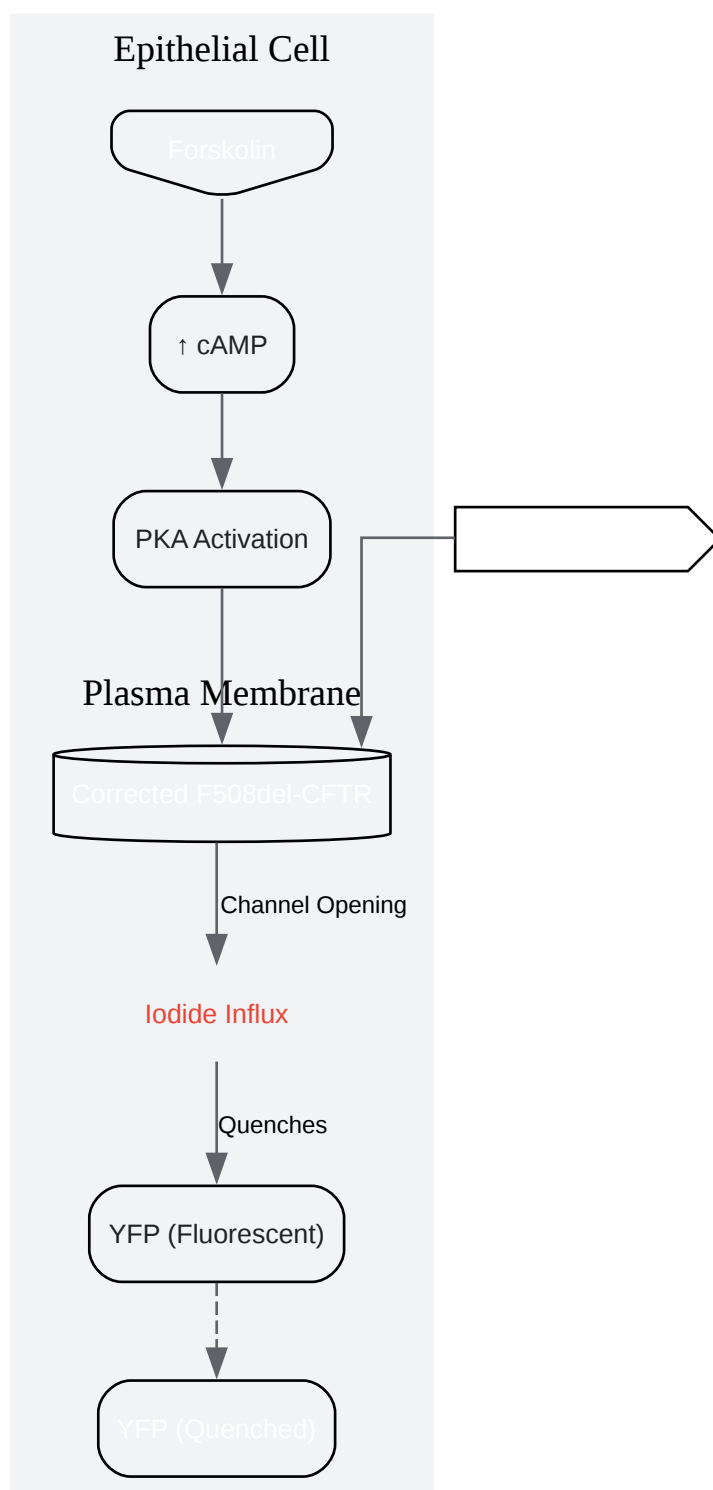 Epithelial Cell
Forskolin
↑ cAMP
PKA Activation
Plasma Membrane
Corrected F508del-CFTR
Channel Opening
Iodide Influx
Quenches
YFP (Fluorescent)
YFP (Quenched)